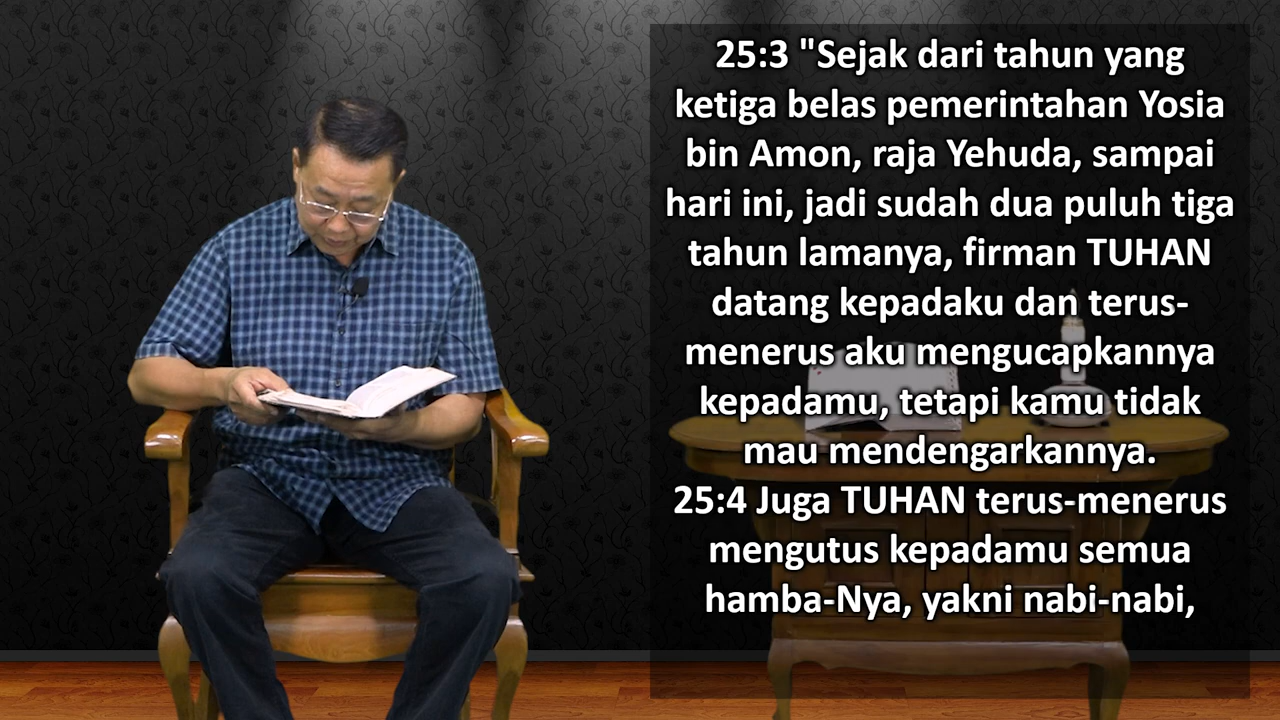 25:3 "Sejak dari tahun yang
ketiga belas pemerintahan Yosia
bin Amon, raja Yehuda, sampai
hari ini, jadi sudah dua puluh tiga
tahun lamanya, firman TUHAN
datang kepadaku dan terus-
menerus aku mengucapkannya
kepadamu, tetapi kamu tidak
mau mendengarkannya.
25:4 Juga TUHAN terus-menerus
mengutus kepadamu semua
hamba-Nya, yakni nabi-nabi,